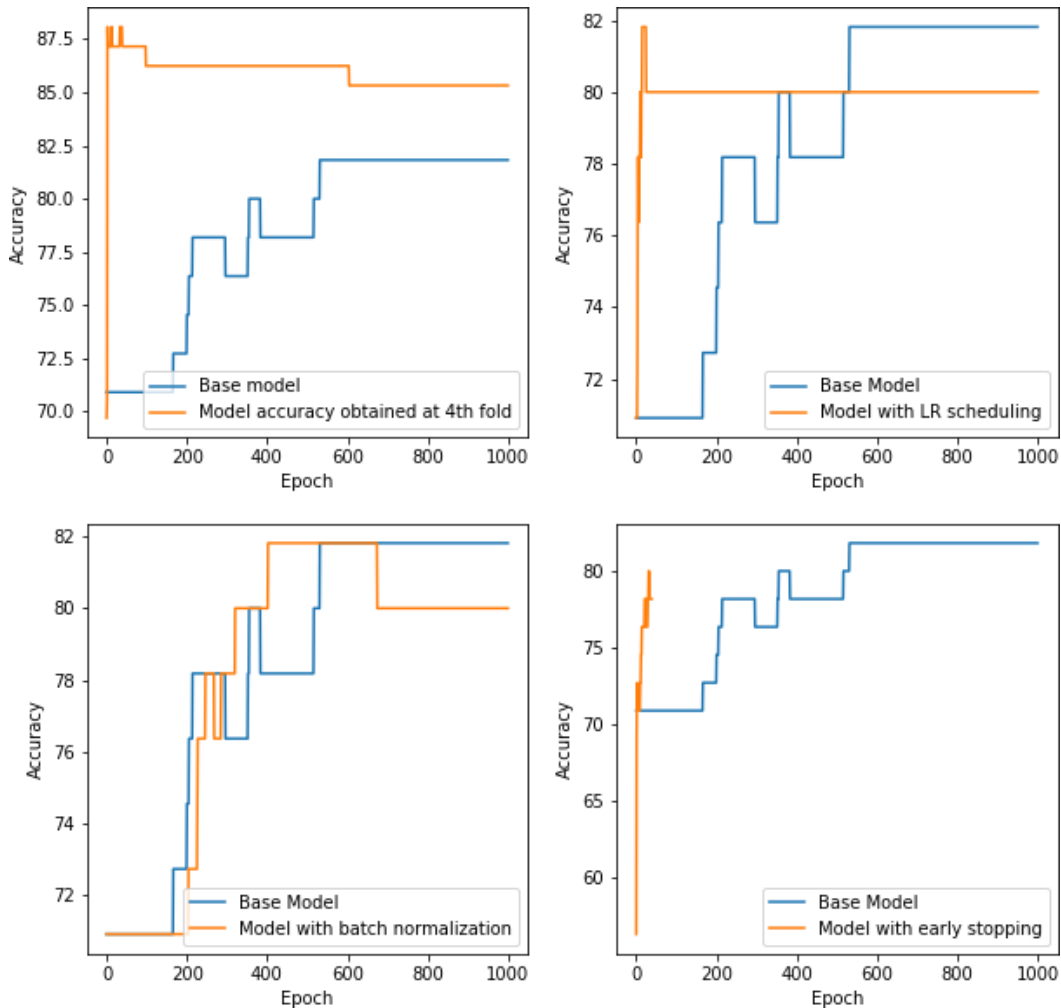 87.5
85.0
82.5
80.0
77.5
75.0
72.5
70.0
Accuracy
Base model
Model accuracy obtained at 4th fold
0 200 400 600 800 1000
Epoch
82
80
78
76
74
72
Accuracy
Base Model
Model with LR scheduling
0 200 400 600 800 1000
Epoch
82
80
78
76
74
72
Accuracy
Base Model
Model with batch normalization
0 200 400 600 800 1000
Epoch
80
75
70
65
60
Accuracy
Base Model
Model with early stopping
0 200 400 600 800 1000
Epoch